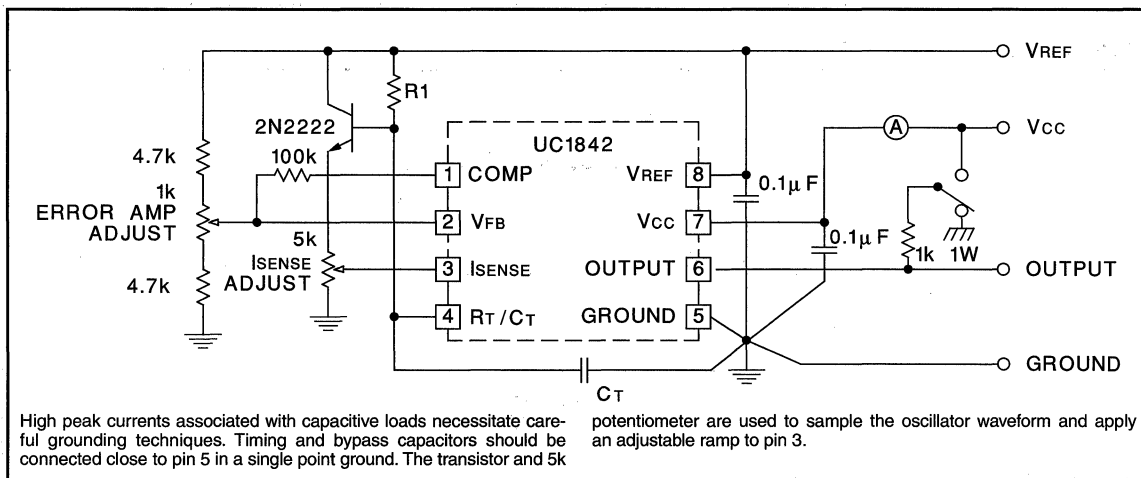 VREF
R1
2N2222
A
VCC
4.7k
100k
UC1842
1 COMP
VREF 8
0.1µF
1k
ERROR AMP
ADJUST
2 VFB
VCC 7
0.1µF
5k
ISENSE
ADJUST
3 ISENSE
OUTPUT 6
1k
1W
OUTPUT
4.7k
4 RT/CT
GROUND 5
GROUND
CT
High peak currents associated with capacitive loads necessitate care-
ful grounding techniques. Timing and bypass capacitors should be
connected close to pin 5 in a single point ground. The transistor and 5k
potentiometer are used to sample the oscillator waveform and apply
an adjustable ramp to pin 3.